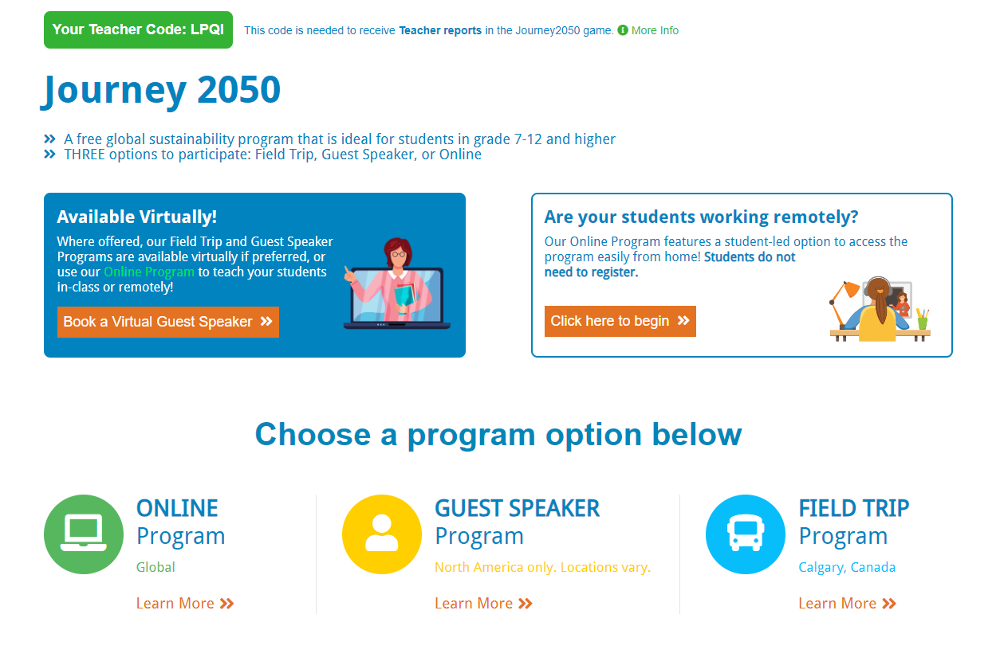 Your Teacher Code: LPQI
This code is needed to receive Teacher reports in the Journey2050 game. More Info
Journey 2050
A free global sustainability program that is ideal for students in grade 7-12 and higher
THREE options to participate: Field Trip, Guest Speaker, or Online
Available Virtually!
Where offered, our Field Trip and Guest Speaker
Programs are available virtually if preferred, or
use our Online Program to teach your students
in-class or remotely!
Book a Virtual Guest Speaker
Are your students working remotely?
Our Online Program features a student-led option to access the
program easily from home! Students do not
need to register.
Click here to begin
Choose a program option below
ONLINE
Program
Global
Learn More
GUEST SPEAKER
Program
North America only. Locations vary.
Learn More
FIELD TRIP
Program
Calgary, Canada
Learn More